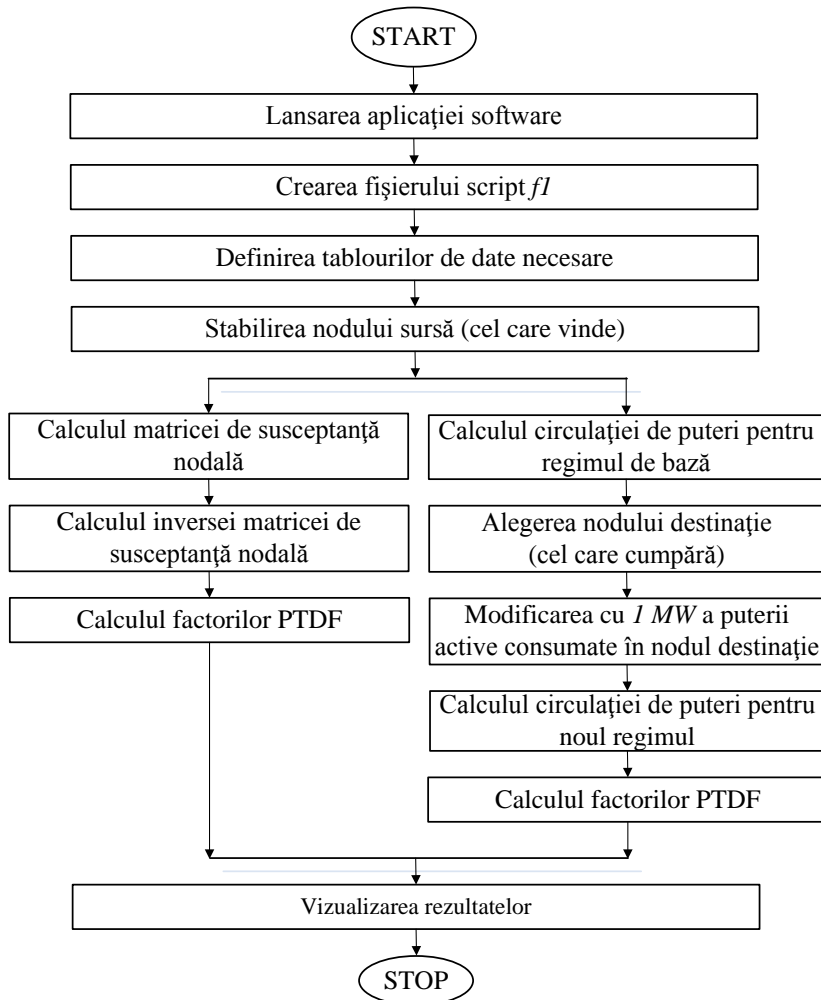 START
Lansarea aplicaţiei software
Crearea fişierului script f1
Definirea tablourilor de date necesare
Stabilirea nodului sursă (cel care vinde)
Calculul matricei de susceptanţă
nodală
Calculul inversei matricei de
susceptanţă nodală
Calculul factorilor PTDF
Calculul circulaţiei de puteri pentru
regimul de bază
Alegerea nodului destinaţie
(cel care cumpără)
Modificarea cu 1 MW a puterii
active consumate în nodul destinaţie
Calculul circulaţiei de puteri pentru
noul regimul
Calculul factorilor PTDF
Vizualizarea rezultatelor
STOP